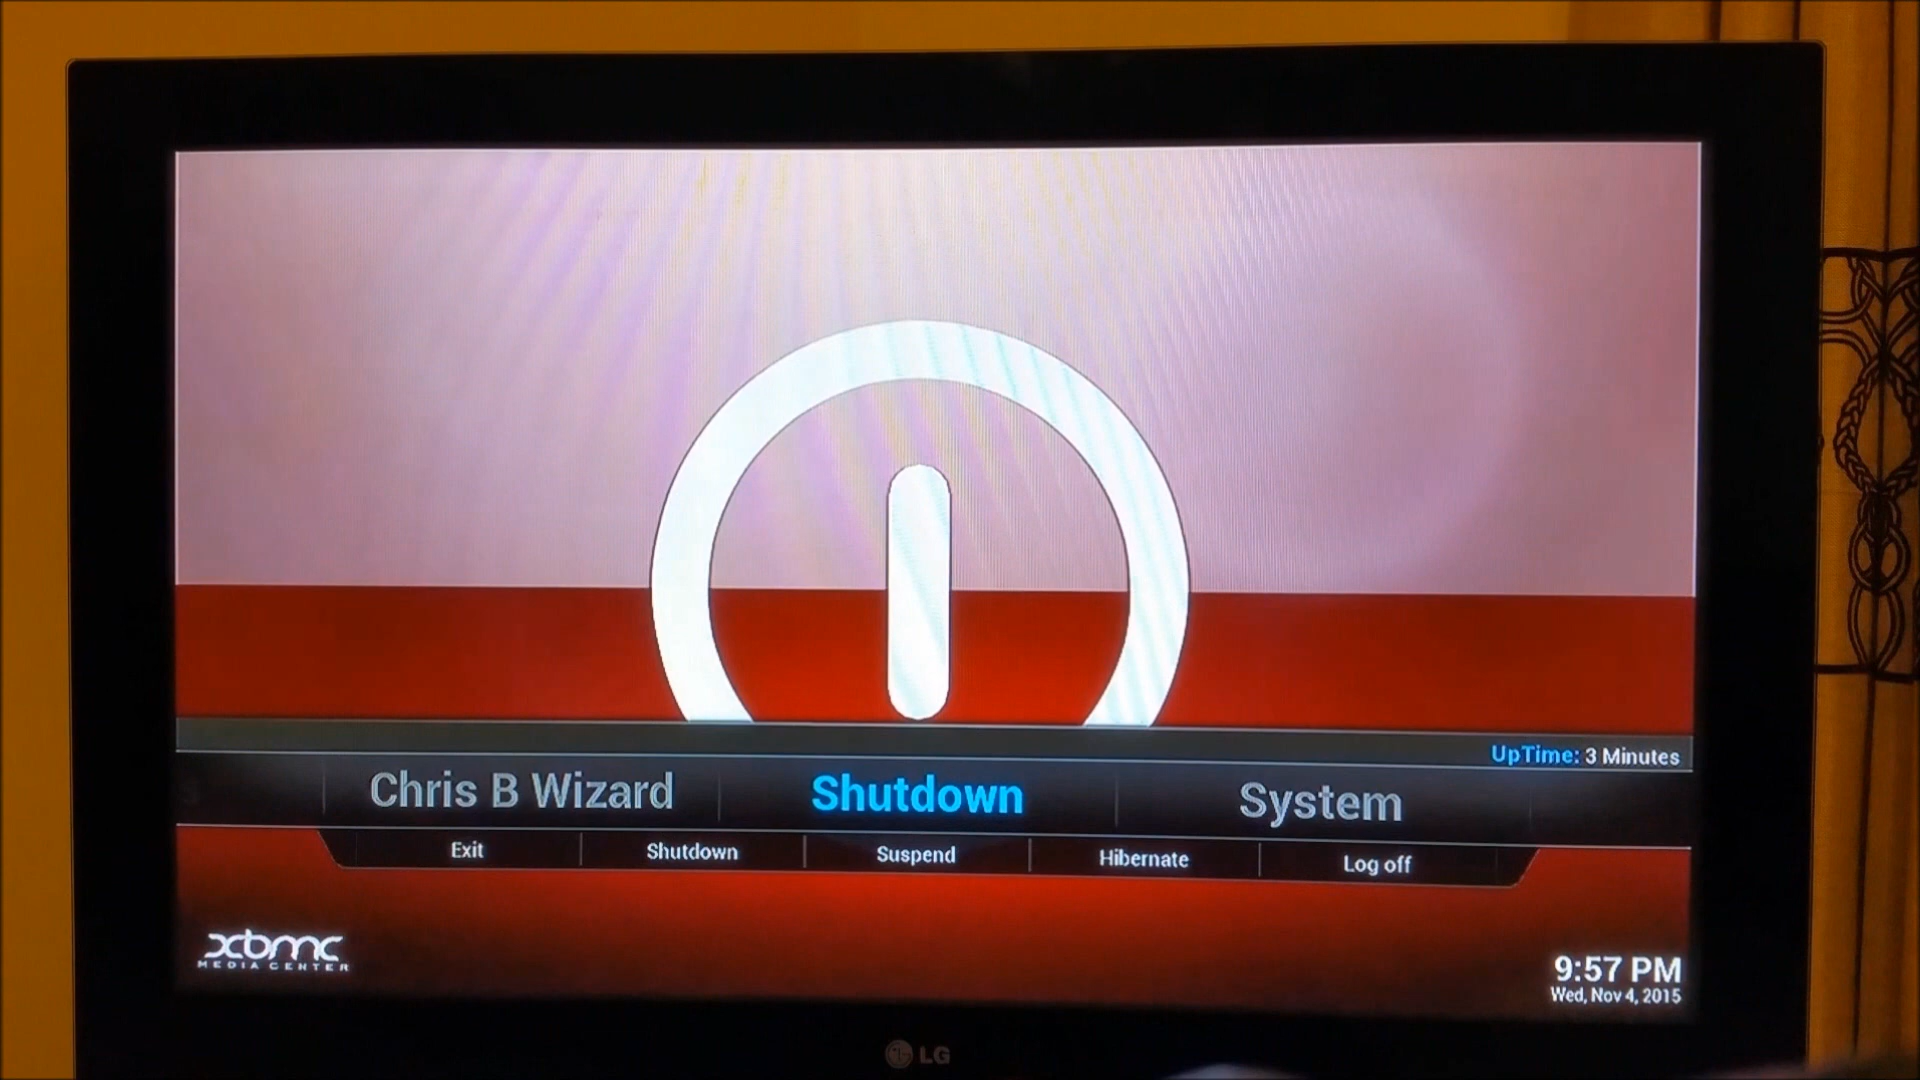 UpTime: 3 Minutes
Chris B Wizard Shutdown System
Exit Shutdown Suspend Hibernate Log off
xbmc
MEDIA CENTER
9:57 PM
Wed, Nov 4, 2015
LG